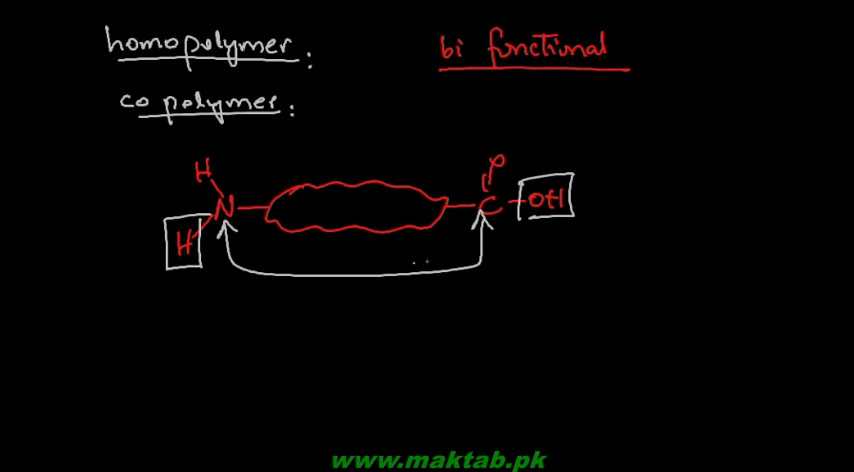 homopolymer:
bi functional
co polymer:
H
O
N
C
OH
H
www.maktab.pk